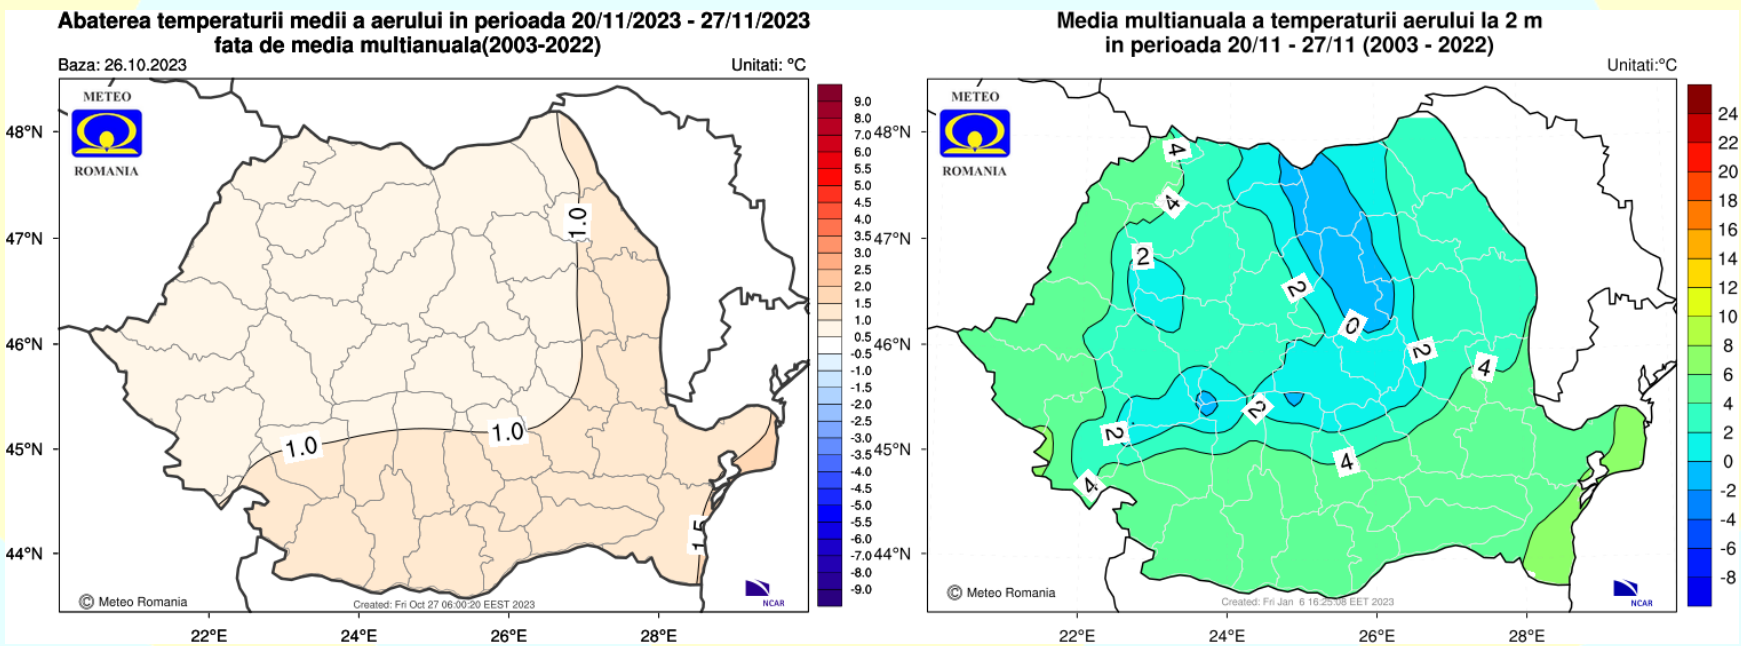 Abaterea temperaturii medii a aerului in perioada 20/11/2023 - 27/11/2023
fata de media multianuala(2003-2022)
Baza: 26.10.2023
Unitati: °C
METEO
ROMANIA
48°N
47°N
46°N
45°N
44°N
1.0
1.0
1.0
1.5
9.0
8.0
7.0
6.0
5.5
5.0
4.5
4.0
3.5
3.0
2.5
2.0
1.5
1.0
0.5
-0.5
-1.0
-1.5
-2.0
-2.5
-3.0
-3.5
-4.0
-4.5
-5.0
-5.5
-6.0
-7.0
-8.0
-9.0
© Meteo Romania
Created: Fri Oct 27 06:00:20 EEST 2023
NCAR
22°E
24°E
26°E
28°E
Media multianuala a temperaturii aerului la 2 m
in perioada 20/11 - 27/11 (2003 - 2022)
Unitati:°C
METEO
ROMANIA
48°N
47°N
46°N
45°N
44°N
4
4
2
2
0
2
4
2
2
4
4
24
22
20
18
16
14
12
10
8
6
4
2
0
-2
-4
-6
-8
© Meteo Romania
Created: Fri Jan 6 16:25:08 EET 2023
NCAR
22°E
24°E
26°E
28°E